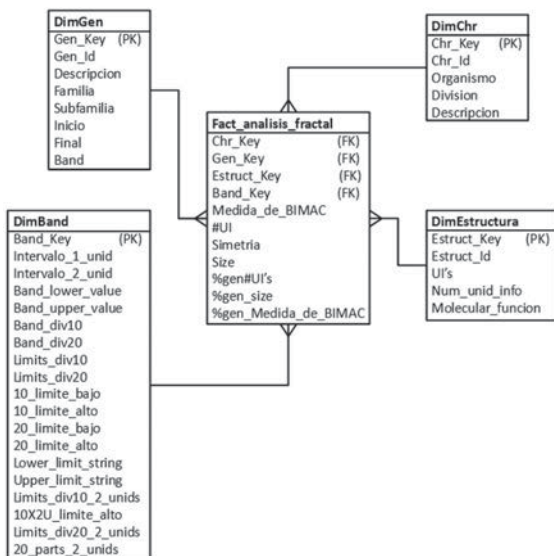 DimGen
Gen_Key (PK)
Gen_Id
Descripcion
Familia
Subfamilia
Inicio
Final
Band
DimChr
Chr_Key (PK)
Chr_Id
Organismo
Division
Descripcion
Fact_analisis_fractal
Chr_Key (FK)
Gen_Key (FK)
Estruct_Key (FK)
Band_Key (FK)
Medida_de_BIMAC
#UI
Simetria
Size
%gen#UI's
%gen_size
%gen_Medida_de_BIMAC
DimBand
Band_Key (PK)
Intervalo_1_unid
Intervalo_2_unid
Band_lower_value
Band_upper_value
Band_div10
Band_div20
Limits_div10
Limits_div20
10_limite_bajo
10_limite_alto
20_limite_bajo
20_limite_alto
Lower_limit_string
Upper_limit_string
Limits_div10_2_unids
10X2U_limite_alto
Limits_div20_2_unids
20_parts_2_unids
DimEstructura
Estruct_Key (PK)
Estruct_Id
UI's
Num_unid_info
Molecular_funcion